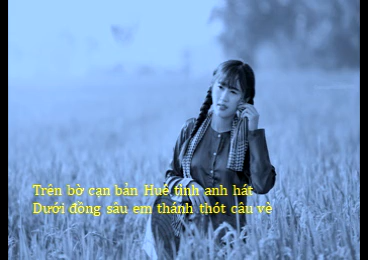 Trên bờ cạn bản Huế tình anh hát
Dưới đồng sâu em thánh thót câu vè